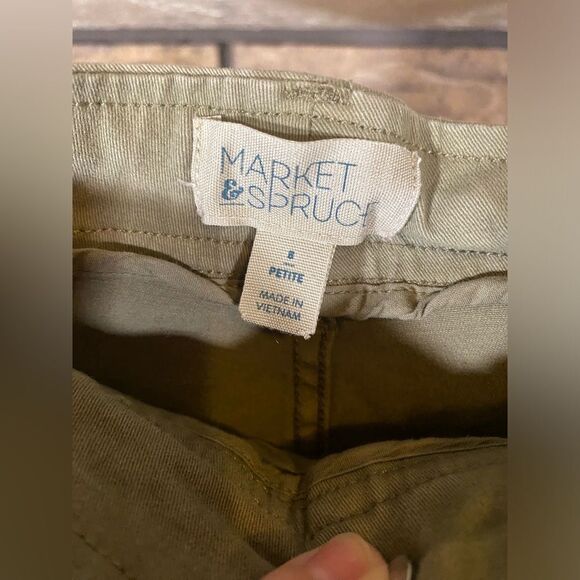 MARKET
& SPRUCE
8
PETITE
MADE IN
VIETNAM